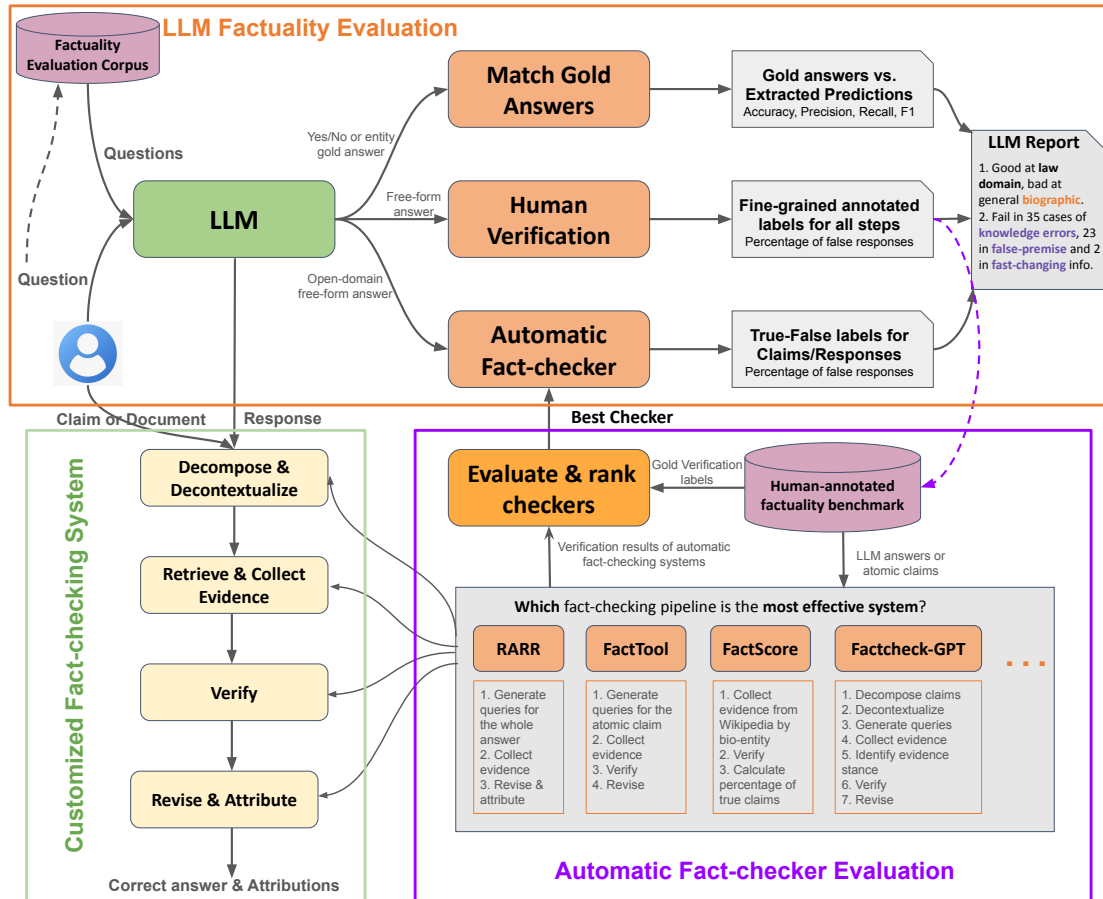 LLM Factuality Evaluation
Factuality
Evaluation Corpus
Questions
Question
LLM
Yes/No or entity
gold answer
Free-form
answer
Open-domain
free-form answer
Match Gold
Answers
Human
Verification
Automatic
Fact-checker
Gold answers vs.
Extracted Predictions
Accuracy, Precision, Recall, F1
Fine-grained annotated
labels for all steps
Percentage of false responses
True-False labels for
Claims/Responses
Percentage of false responses
LLM Report
1. Good at law
domain, bad at
general biographic.
2. Fail in 35 cases of
knowledge errors, 23
in false-premise and 2
in fast-changing info.
Claim or Document
Response
Best Checker
Customized Fact-checking System
Decompose &
Decontextualize
Retrieve & Collect
Evidence
Verify
Revise & Attribute
Correct answer & Attributions
Evaluate & rank
checkers
Gold Verification
labels
Human-annotated
factuality benchmark
Verification results of automatic
fact-checking systems
LLM answers or
atomic claims
Which fact-checking pipeline is the most effective system?
RARR
1. Generate
queries for
the whole
answer
2. Collect
evidence
3. Revise &
attribute
FactTool
1. Generate
queries for the
atomic claim
2. Collect
evidence
3. Verify
4. Revise
FactScore
1. Collect
evidence from
Wikipedia by
bio-entity
2. Verify
3. Calculate
percentage of
true claims
Factcheck-GPT
1. Decompose claims
2. Decontextualize
3. Generate queries
4. Collect evidence
5. Identify evidence
stance
6. Verify
7. Revise
...
Automatic Fact-checker Evaluation